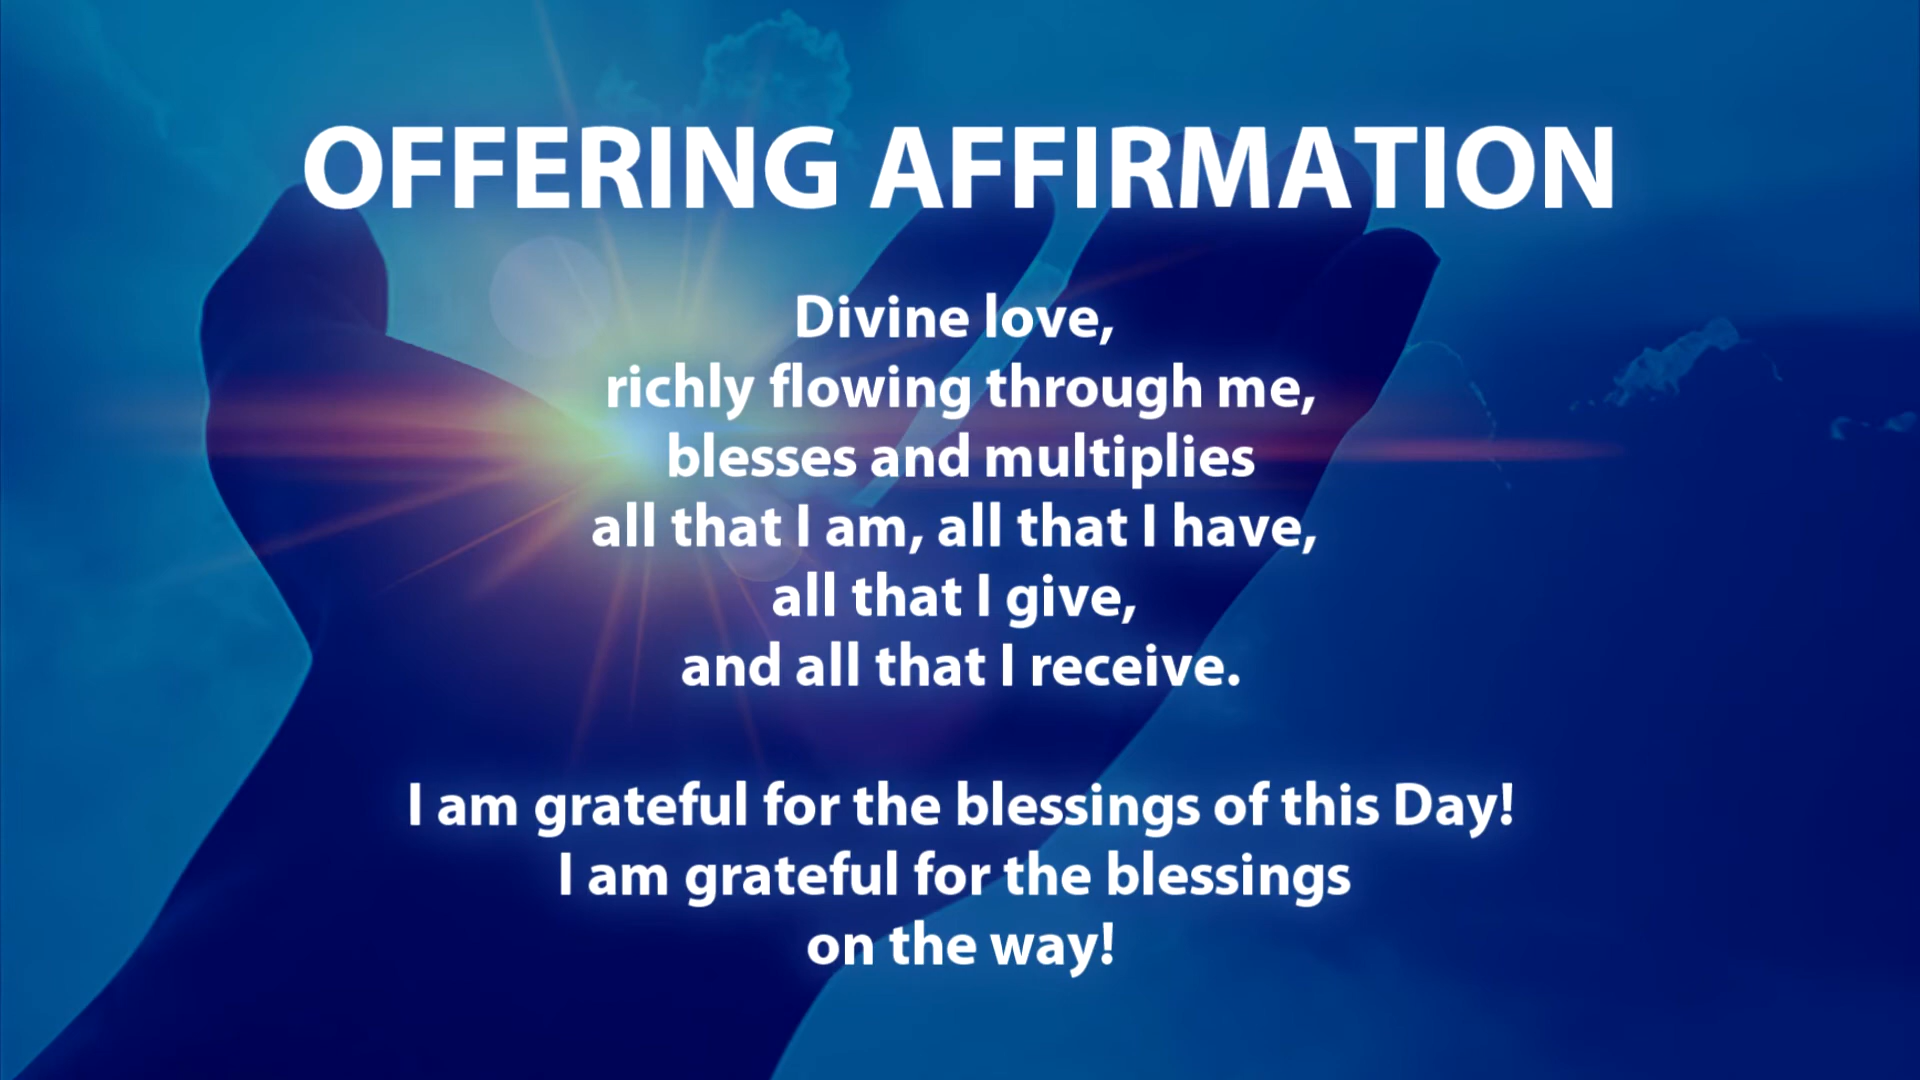 OFFERING AFFIRMATION
Divine love,
richly flowing through me,
blesses and multiplies
all that I am, all that I have,
all that I give,
and all that I receive.
I am grateful for the blessings of this Day!
I am grateful for the blessings
on the way!